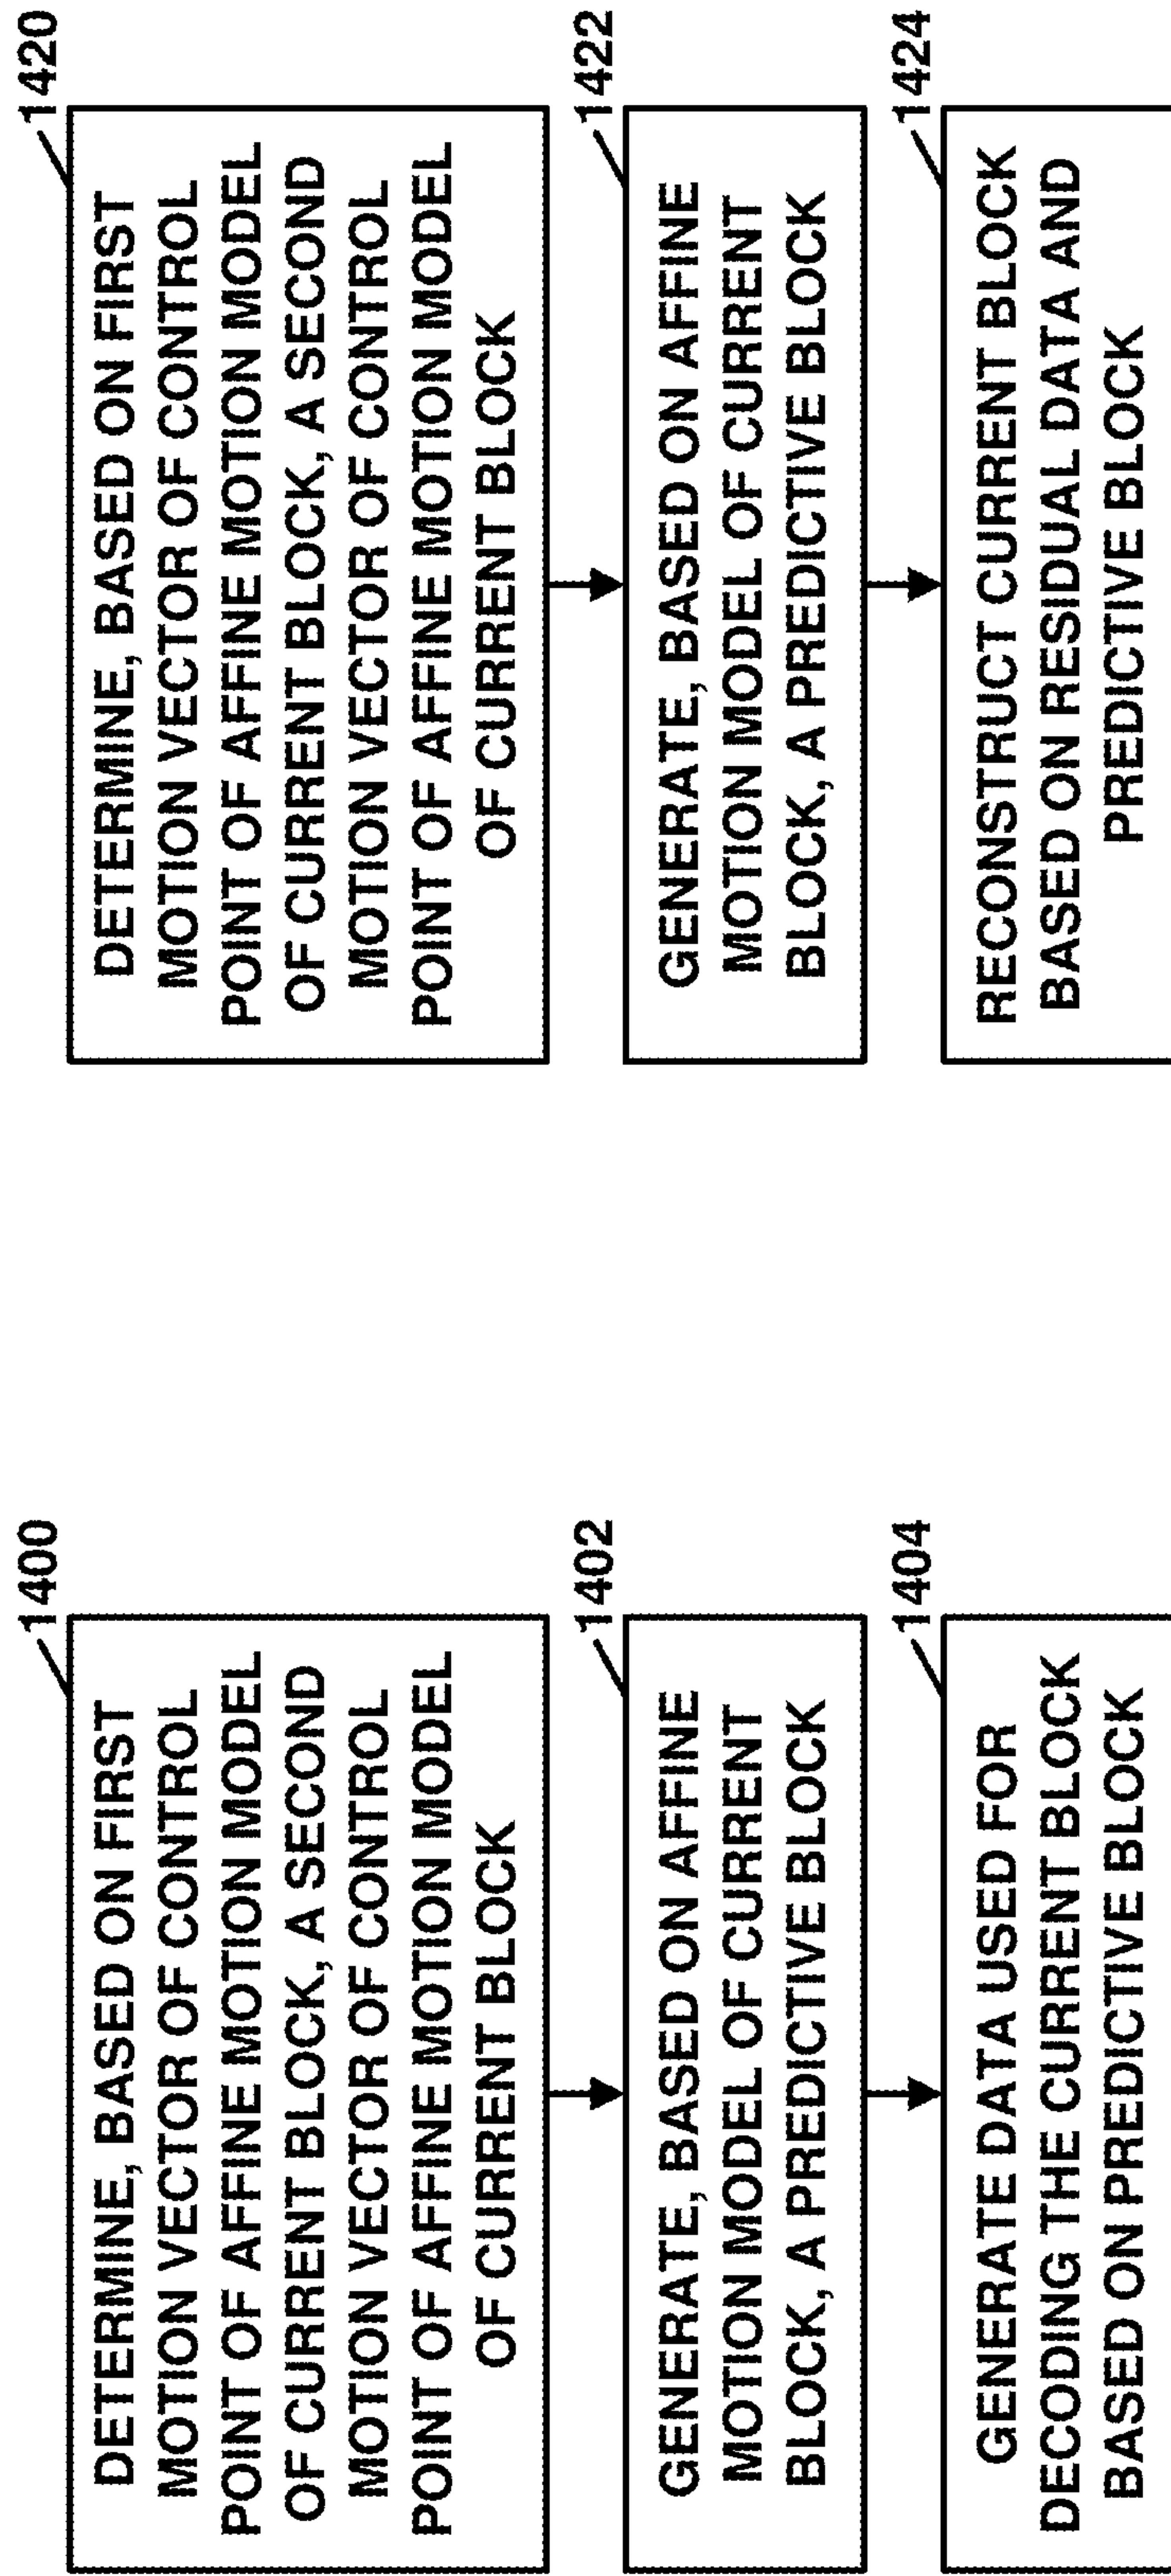 1400
DETERMINE, BASED ON FIRST
MOTION VECTOR OF CONTROL
POINT OF AFFINE MOTION MODEL
OF CURRENT BLOCK, A SECOND
MOTION VECTOR OF CONTROL
POINT OF AFFINE MOTION MODEL
OF CURRENT BLOCK
1402
GENERATE, BASED ON AFFINE
MOTION MODEL OF CURRENT
BLOCK, A PREDICTIVE BLOCK
1404
GENERATE DATA USED FOR
DECODING THE CURRENT BLOCK
BASED ON PREDICTIVE BLOCK
1420
DETERMINE, BASED ON FIRST
MOTION VECTOR OF CONTROL
POINT OF AFFINE MOTION MODEL
OF CURRENT BLOCK, A SECOND
MOTION VECTOR OF CONTROL
POINT OF AFFINE MOTION MODEL
OF CURRENT BLOCK
1422
GENERATE, BASED ON AFFINE
MOTION MODEL OF CURRENT
BLOCK, A PREDICTIVE BLOCK
1424
RECONSTRUCT CURRENT BLOCK
BASED ON RESIDUAL DATA AND
PREDICTIVE BLOCK